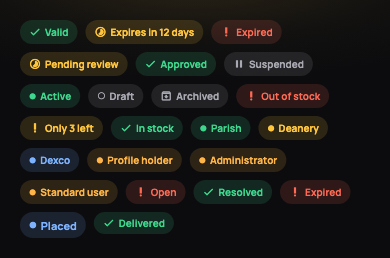 Valid Expires in 12 days Expired
Pending review Approved Suspended
Active Draft Archived Out of stock
Only 3 left In stock Parish Deanery
Dexco Profile holder Administrator
Standard user Open Resolved Expired
Placed Delivered